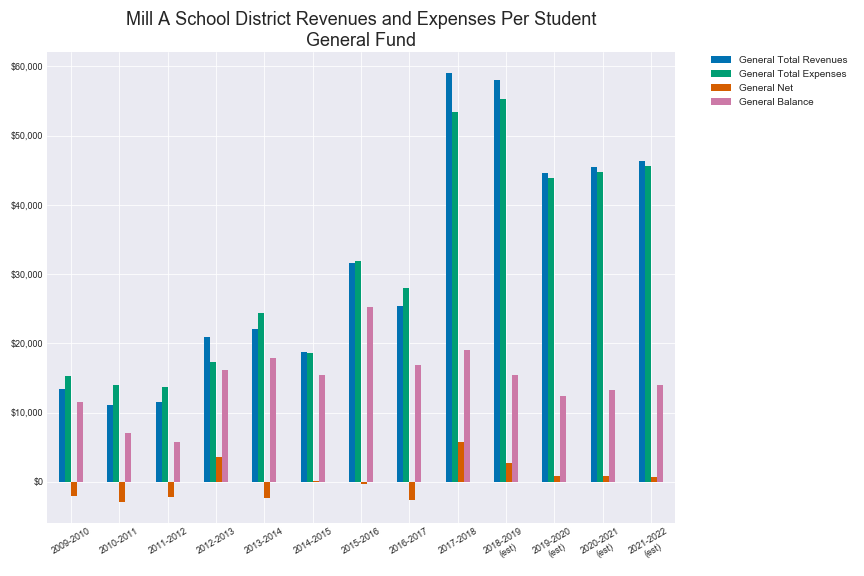 Mill A School District Revenues and Expenses Per Student
General Fund
General Total Revenues
General Total Expenses
General Net
General Balance
$60,000
$50,000
$40,000
$30,000
$20,000
$10,000
$0
2009-2010
2010-2011
2011-2012
2012-2013
2013-2014
2014-2015
2015-2016
2016-2017
2017-2018
2018-2019
(est)
2019-2020
(est)
2020-2021
(est)
2021-2022
(est)